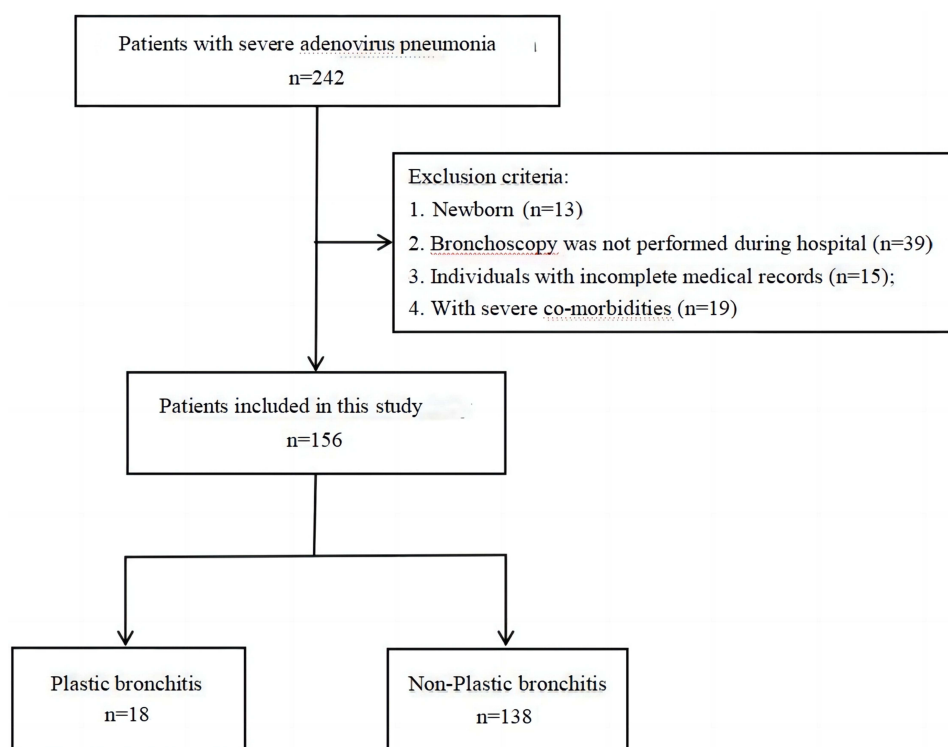 Patients with severe adenovirus pneumonia
n=242
Exclusion criteria:
1. Newborn (n=13)
2. Bronchoscopy was not performed during hospital (n=39)
3. Individuals with incomplete medical records (n=15);
4. With severe co-morbidities (n=19)
Patients included in this study
n=156
Plastic bronchitis
n=18
Non-Plastic bronchitis
n=138